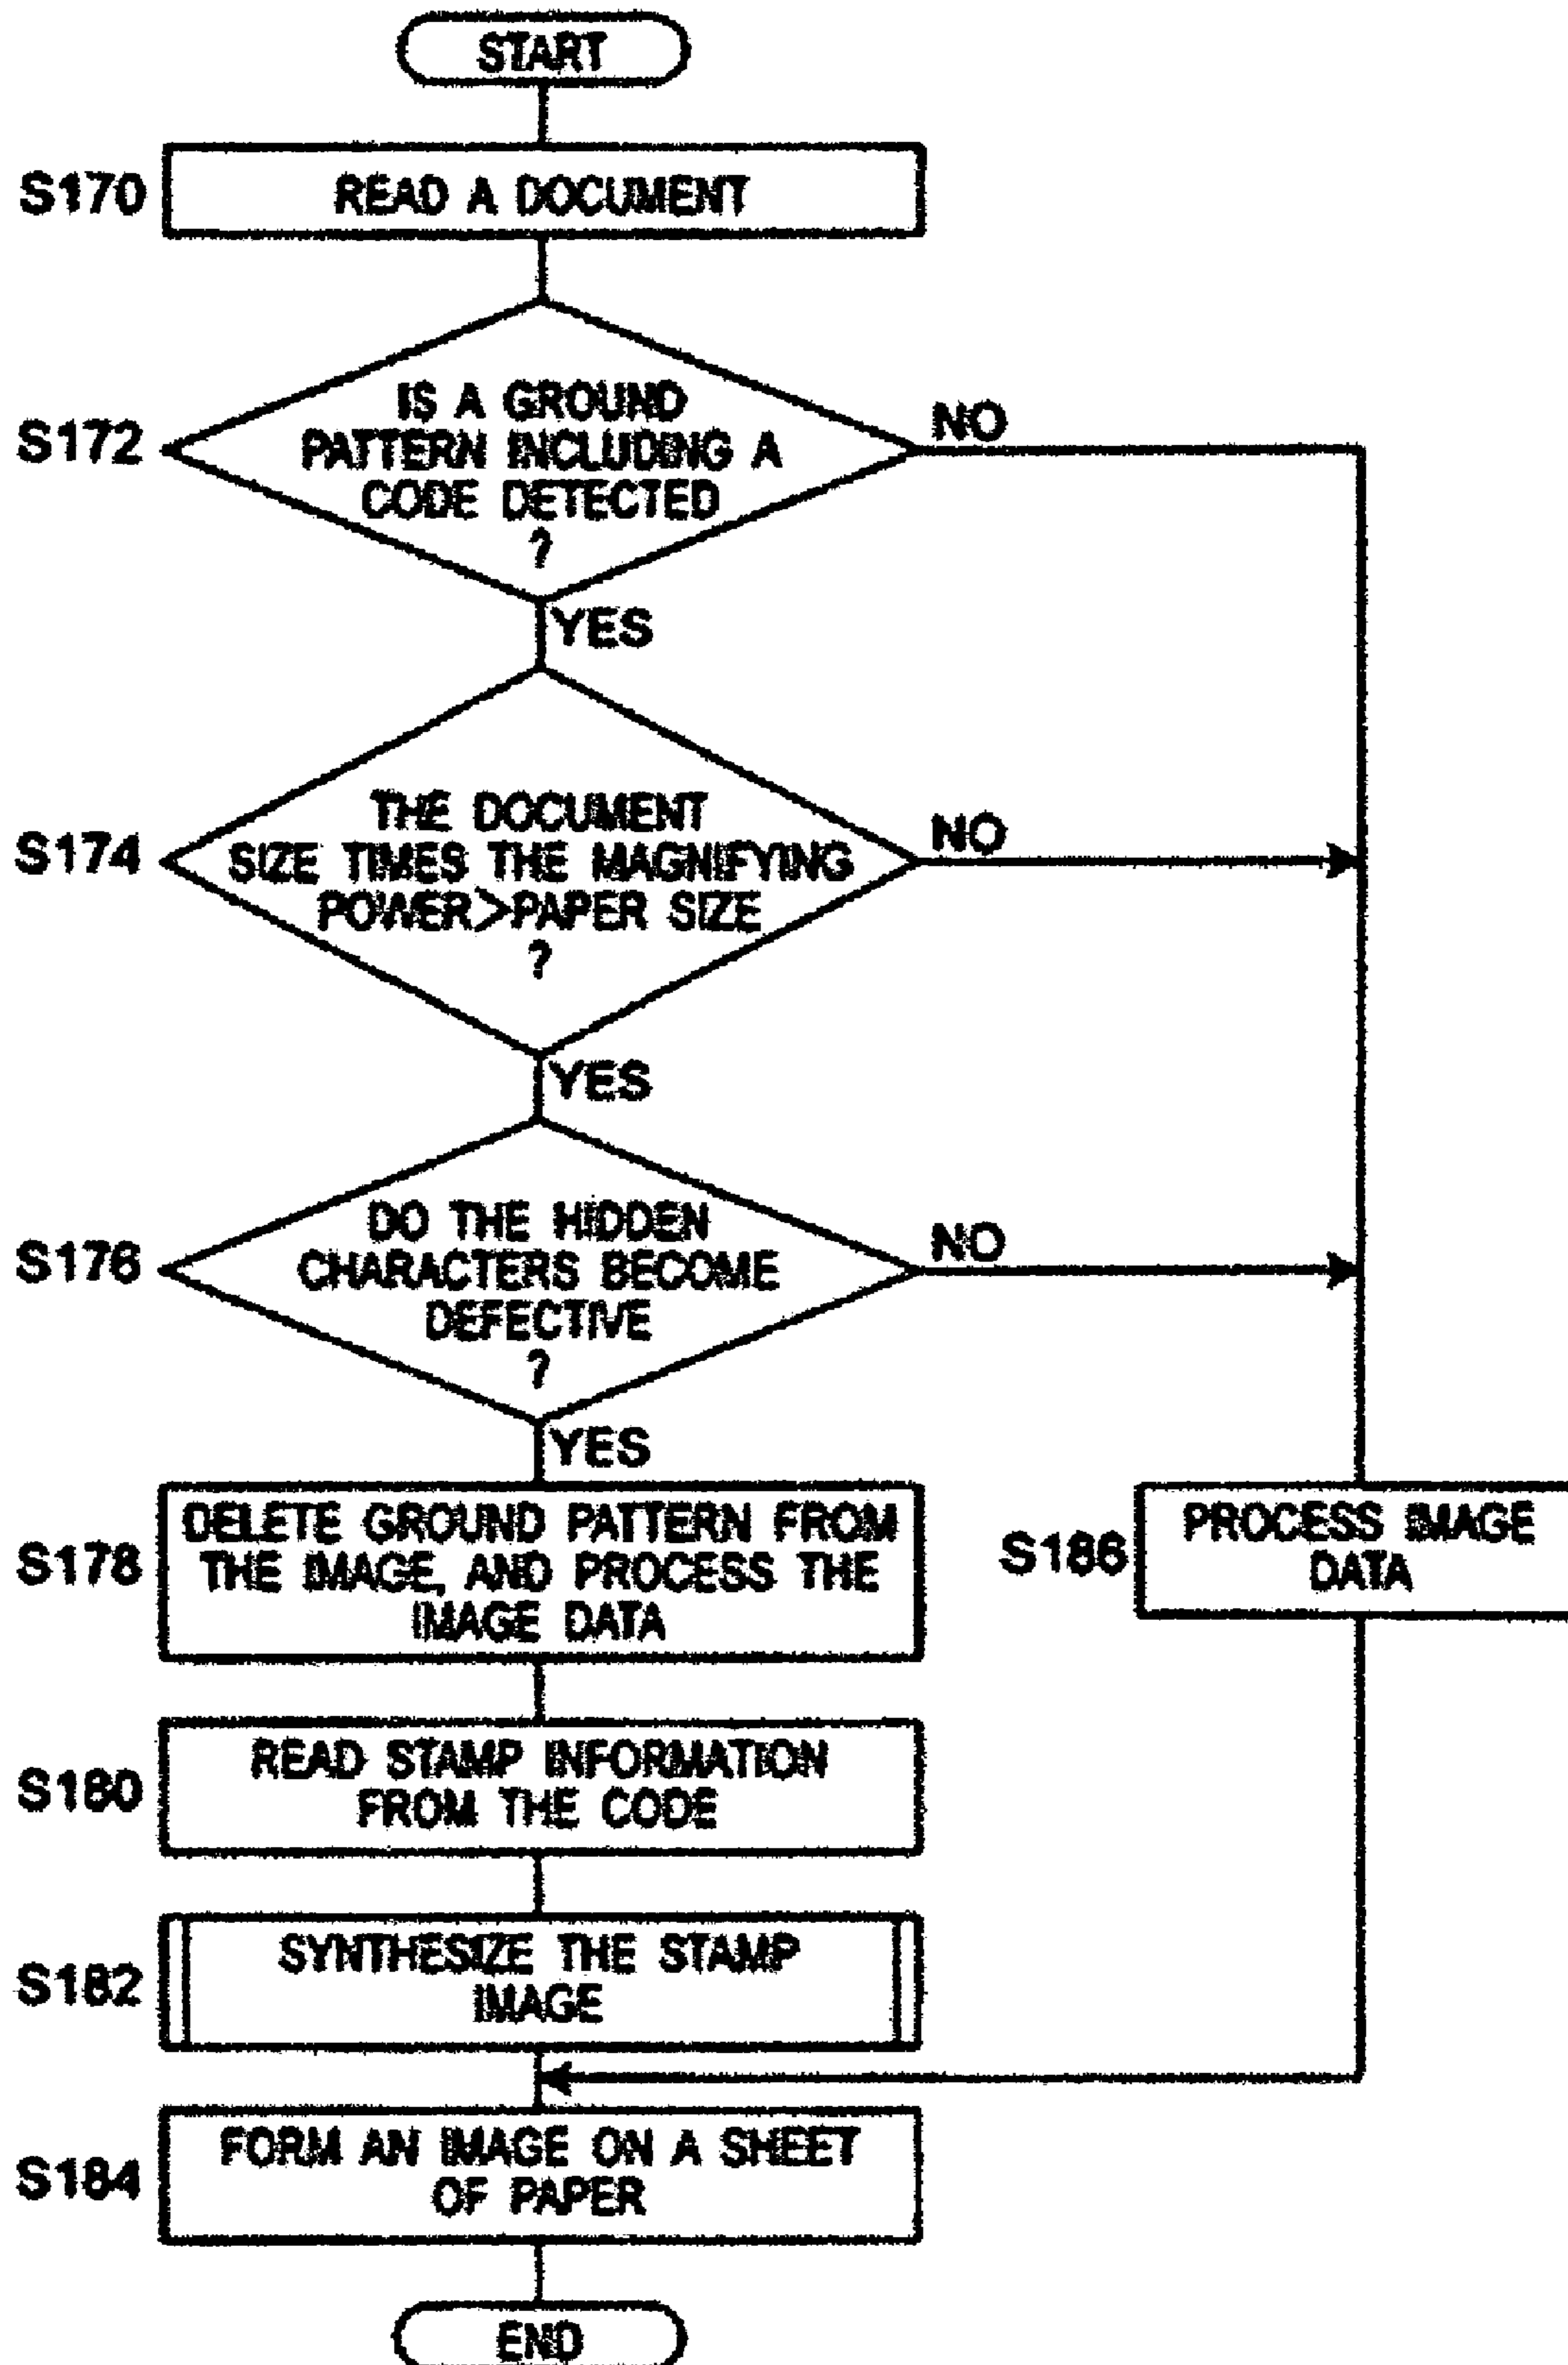 START
S170
READ A DOCUMENT
S172
IS A GROUND
PATTERN INCLUDING A
CODE DETECTED
?
NO
YES
S174
THE DOCUMENT
SIZE TIMES THE MAGNIFYING
POWER>PAPER SIZE
?
NO
YES
S176
DO THE HIDDEN
CHARACTERS BECOME
DEFECTIVE
?
NO
YES
S178
DELETE GROUND PATTERN FROM
THE IMAGE, AND PROCESS THE
IMAGE DATA
S186
PROCESS IMAGE
DATA
S180
READ STAMP INFORMATION
FROM THE CODE
S182
SYNTHESIZE THE STAMP
IMAGE
S184
FORM AN IMAGE ON A SHEET
OF PAPER
END